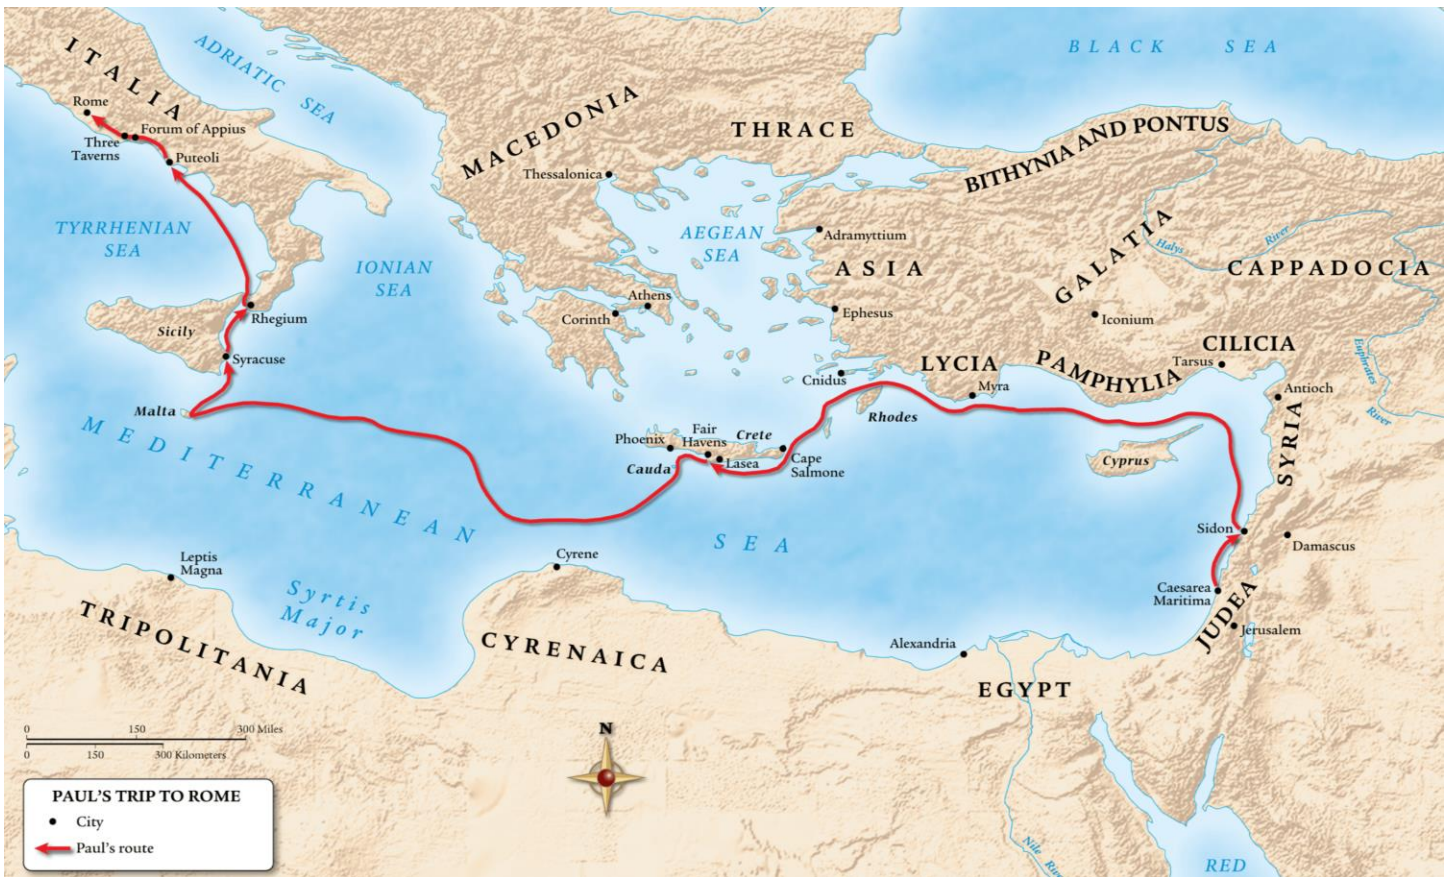 ITALIA
ADRIATIC SEA
BLACK SEA
Rome
Forum of Appius
Three
Taverns
Puteoli
MACEDONIA
THRACE
BITHYNIA AND PONTUS
Thessalonica
TYRRHENIAN
SEA
IONIAN
SEA
AEGEAN
SEA
Adramyttium
ASIA
GALATIA
Halys
River
CAPPADOCIA
Athens
Corinth
Ephesus
Iconium
Sicily
Rhegium
Syracuse
LYCIA
PAMPHYLIA
CILICIA
Tarsus
Euphrates
River
Cnidus
Myra
Antioch
Malta
Rhodes
Phoenix
Fair
Havens
Crete
Lasea
Cape
Salmone
Cauda
Cyprus
SYRIA
MEDITERRANEAN
SEA
Sidon
Damascus
Leptis
Magna
Cyrene
Syrtis
Major
Caesarea
Maritima
JUDEA
Jerusalem
TRIPOLITANIA
CYRENAICA
Alexandria
EGYPT
0 150 300 Miles
0 150 300 Kilometers
N
PAUL'S TRIP TO ROME
City
Paul's route
Nile
River
RED